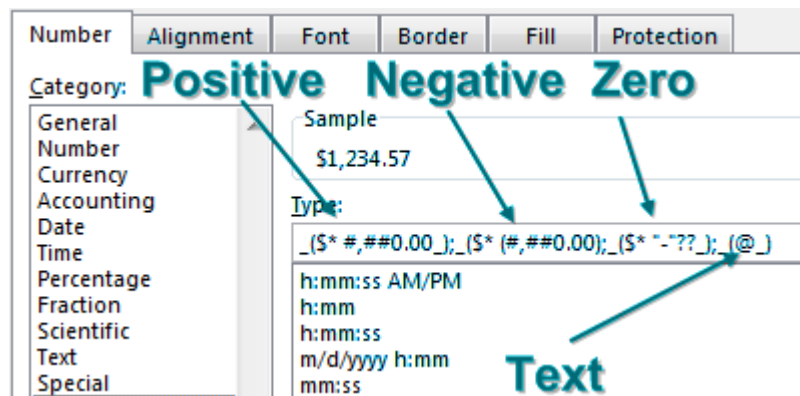 Number Alignment Font Border Fill Protection
Category: Positive Negative Zero
General
Number
Currency
Accounting
Date
Time
Percentage
Fraction
Scientific
Text
Special
Sample
$1,234.57
Type:
_($* #,##0.00_);_($* (#,##0.00);_($* "-"??_);_(@_)
h:mm:ss AM/PM
h:mm
h:mm:ss
m/d/yyyy h:mm
mm:ss
Text